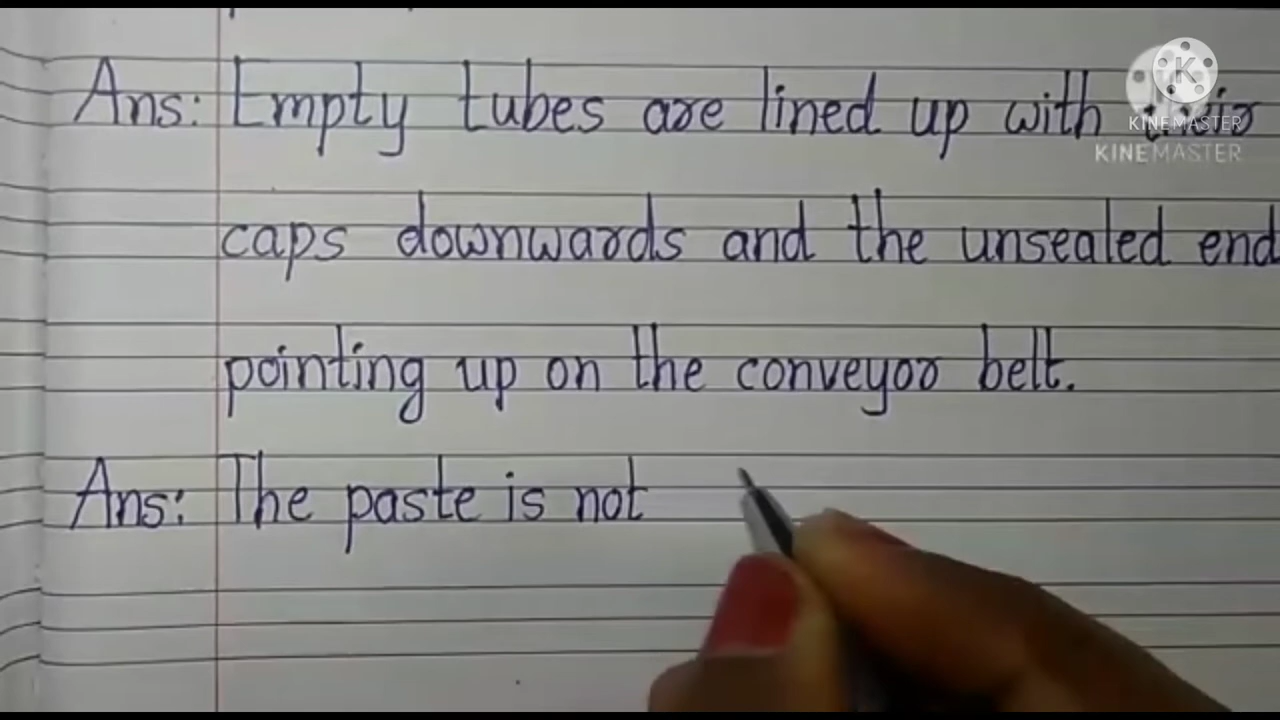 Ans: Empty tubes are lined up with their
caps downwards and the unsealed end
pointing up on the conveyor belt.
Ans: The paste is not
K
KINEMASTER
KINEMASTER